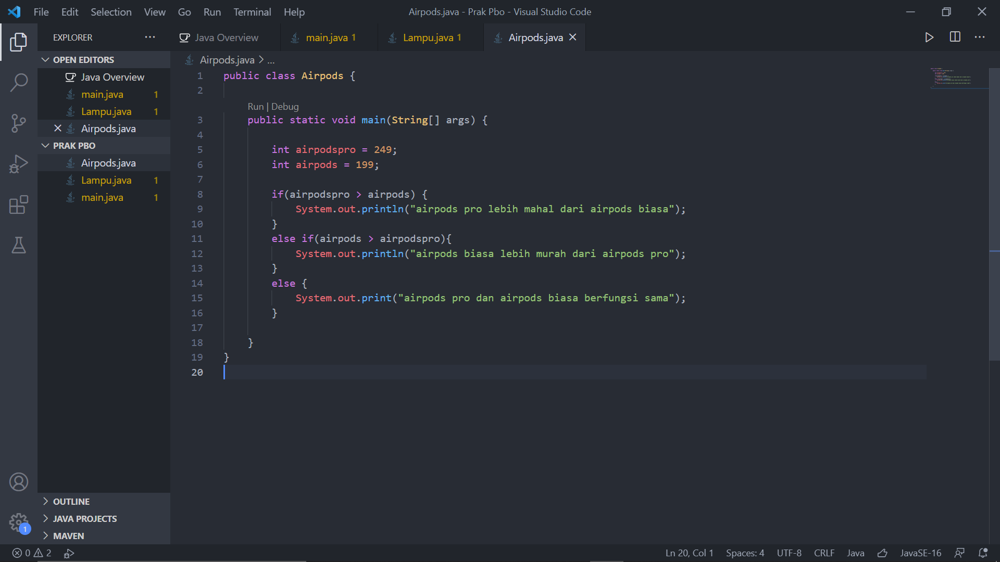 File Edit Selection View Go Run Terminal Help
Airpods.java - Prak Pbo - Visual Studio Code
EXPLORER
Java Overview
main.java 1
Lampu.java 1
Airpods.java
OPEN EDITORS
Java Overview
main.java 1
Lampu.java 1
Airpods.java
PRAK PBO
Airpods.java
Lampu.java 1
main.java 1
OUTLINE
JAVA PROJECTS
MAVEN
1
Airpods.java > ...
1 public class Airpods {
2
Run | Debug
3 public static void main(String[] args) {
4
5 int airpodspro = 249;
6 int airpods = 199;
7
8 if(airpodspro > airpods) {
9 System.out.println("airpods pro lebih mahal dari airpods biasa");
10 }
11 else if(airpods > airpodspro){
12 System.out.println("airpods biasa lebih murah dari airpods pro");
13 }
14 else {
15 System.out.print("airpods pro dan airpods biasa berfungsi sama");
16 }
17
18 }
19 }
20
0 2
Ln 20, Col 1 Spaces: 4 UTF-8 CRLF Java JavaSE-16